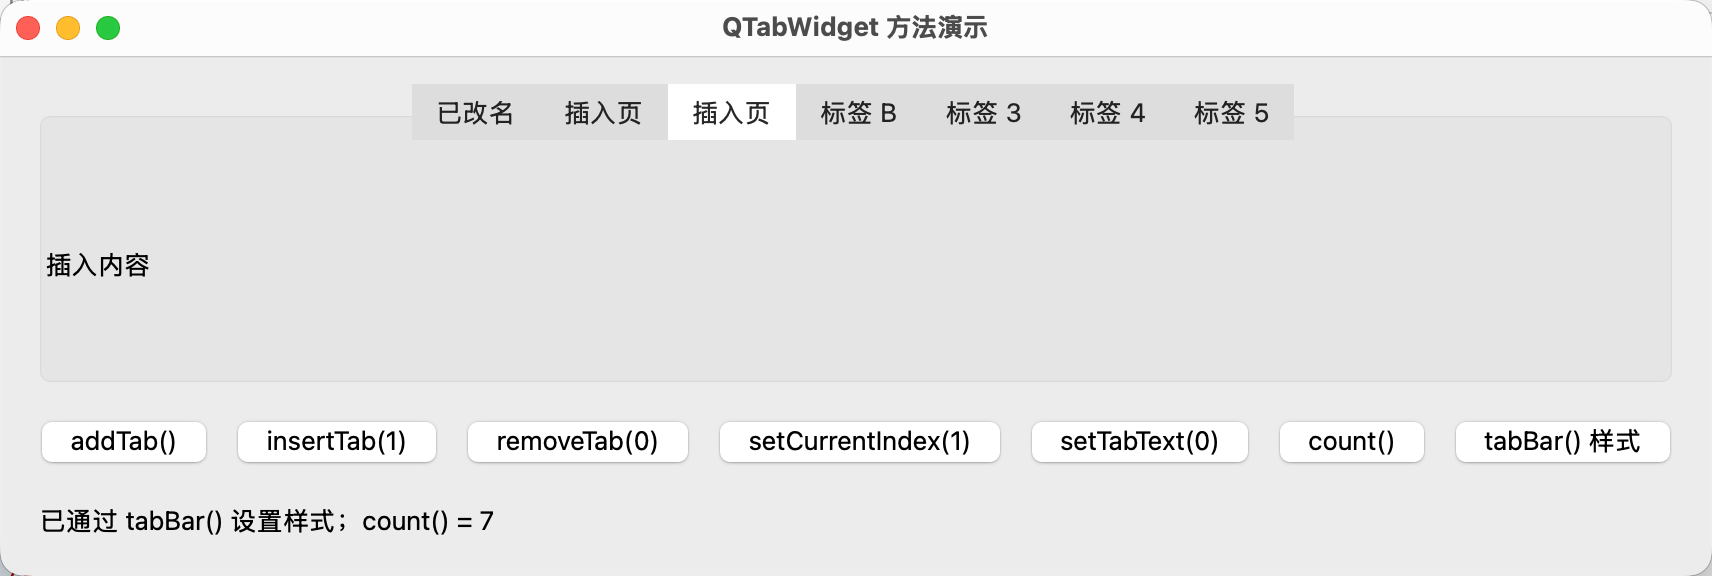 QTabWidget 方法演示
已改名 插入页 插入页 标签 B 标签 3 标签 4 标签 5
插入内容
addTab() insertTab(1) removeTab(0) setCurrentIndex(1) setTabText(0) count() tabBar() 样式
已通过 tabBar() 设置样式；count() = 7